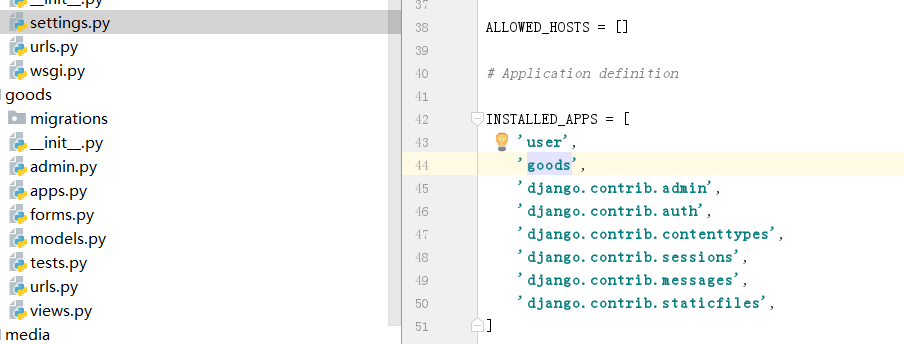 __init__.py
settings.py
urls.py
wsgi.py
goods
migrations
__init__.py
admin.py
apps.py
forms.py
models.py
tests.py
urls.py
views.py
media
37
38 ALLOWED_HOSTS = []
39
40 # Application definition
41
42 INSTALLED_APPS = [
43 'user',
44 'goods',
45 'django.contrib.admin',
46 'django.contrib.auth',
47 'django.contrib.contenttypes',
48 'django.contrib.sessions',
49 'django.contrib.messages',
50 'django.contrib.staticfiles',
51 ]